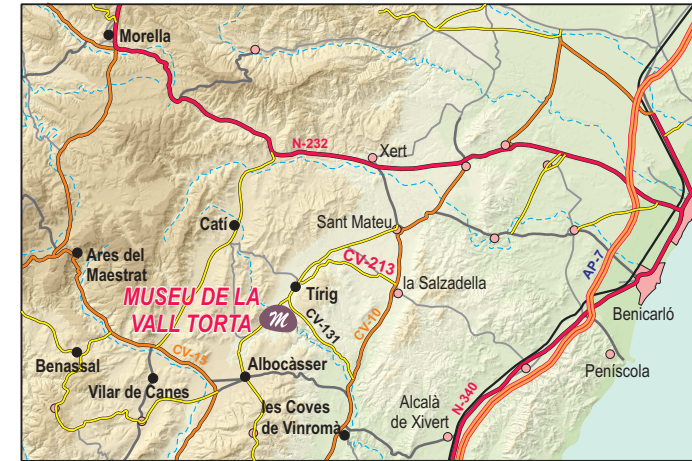 Morella
N-232
Xert
Catí
Sant Mateu
Ares del
Maestrat
CV-213
AP-7
MUSEU DE LA
VALL TORTA
M
Tírig
la Salzadella
CV-131
CV-10
Benicarló
CV-15
Benassal
Albocàsser
Peníscola
Vilar de Canes
N-340
les Coves
de Vinromà
Alcalà
de Xivert